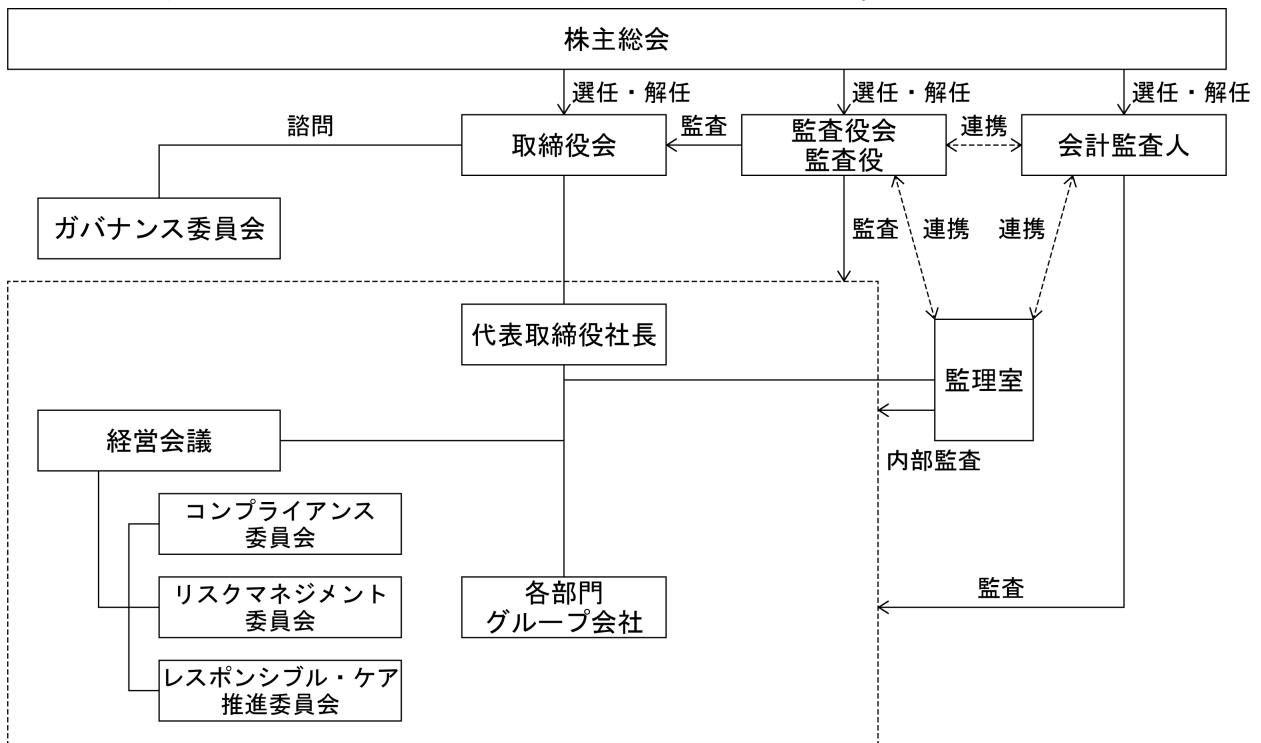 株主総会
選任・解任
選任・解任
選任・解任
諮問
取締役会
監査
監査役会
監査役
連携
会計監査人
ガバナンス委員会
監査
連携
連携
代表取締役社長
監理室
経営会議
内部監査
コンプライアンス
委員会
リスクマネジメント
委員会
各部門
グループ会社
監査
レスポンシブル・ケア
推進委員会